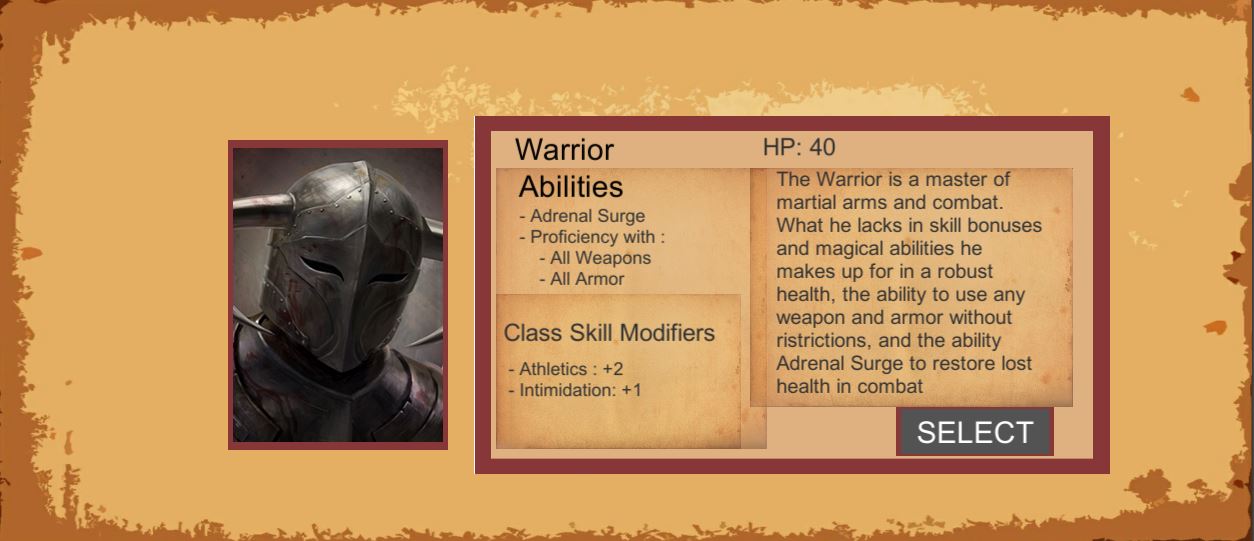 Warrior
HP: 40
Abilities
- Adrenal Surge
- Proficiency with :
- All Weapons
- All Armor
Class Skill Modifiers
- Athletics : +2
- Intimidation: +1
The Warrior is a master of
martial arms and combat.
What he lacks in skill bonuses
and magical abilities he
makes up for in a robust
health, the ability to use any
weapon and armor without
ristrictions, and the ability
Adrenal Surge to restore lost
health in combat
SELECT